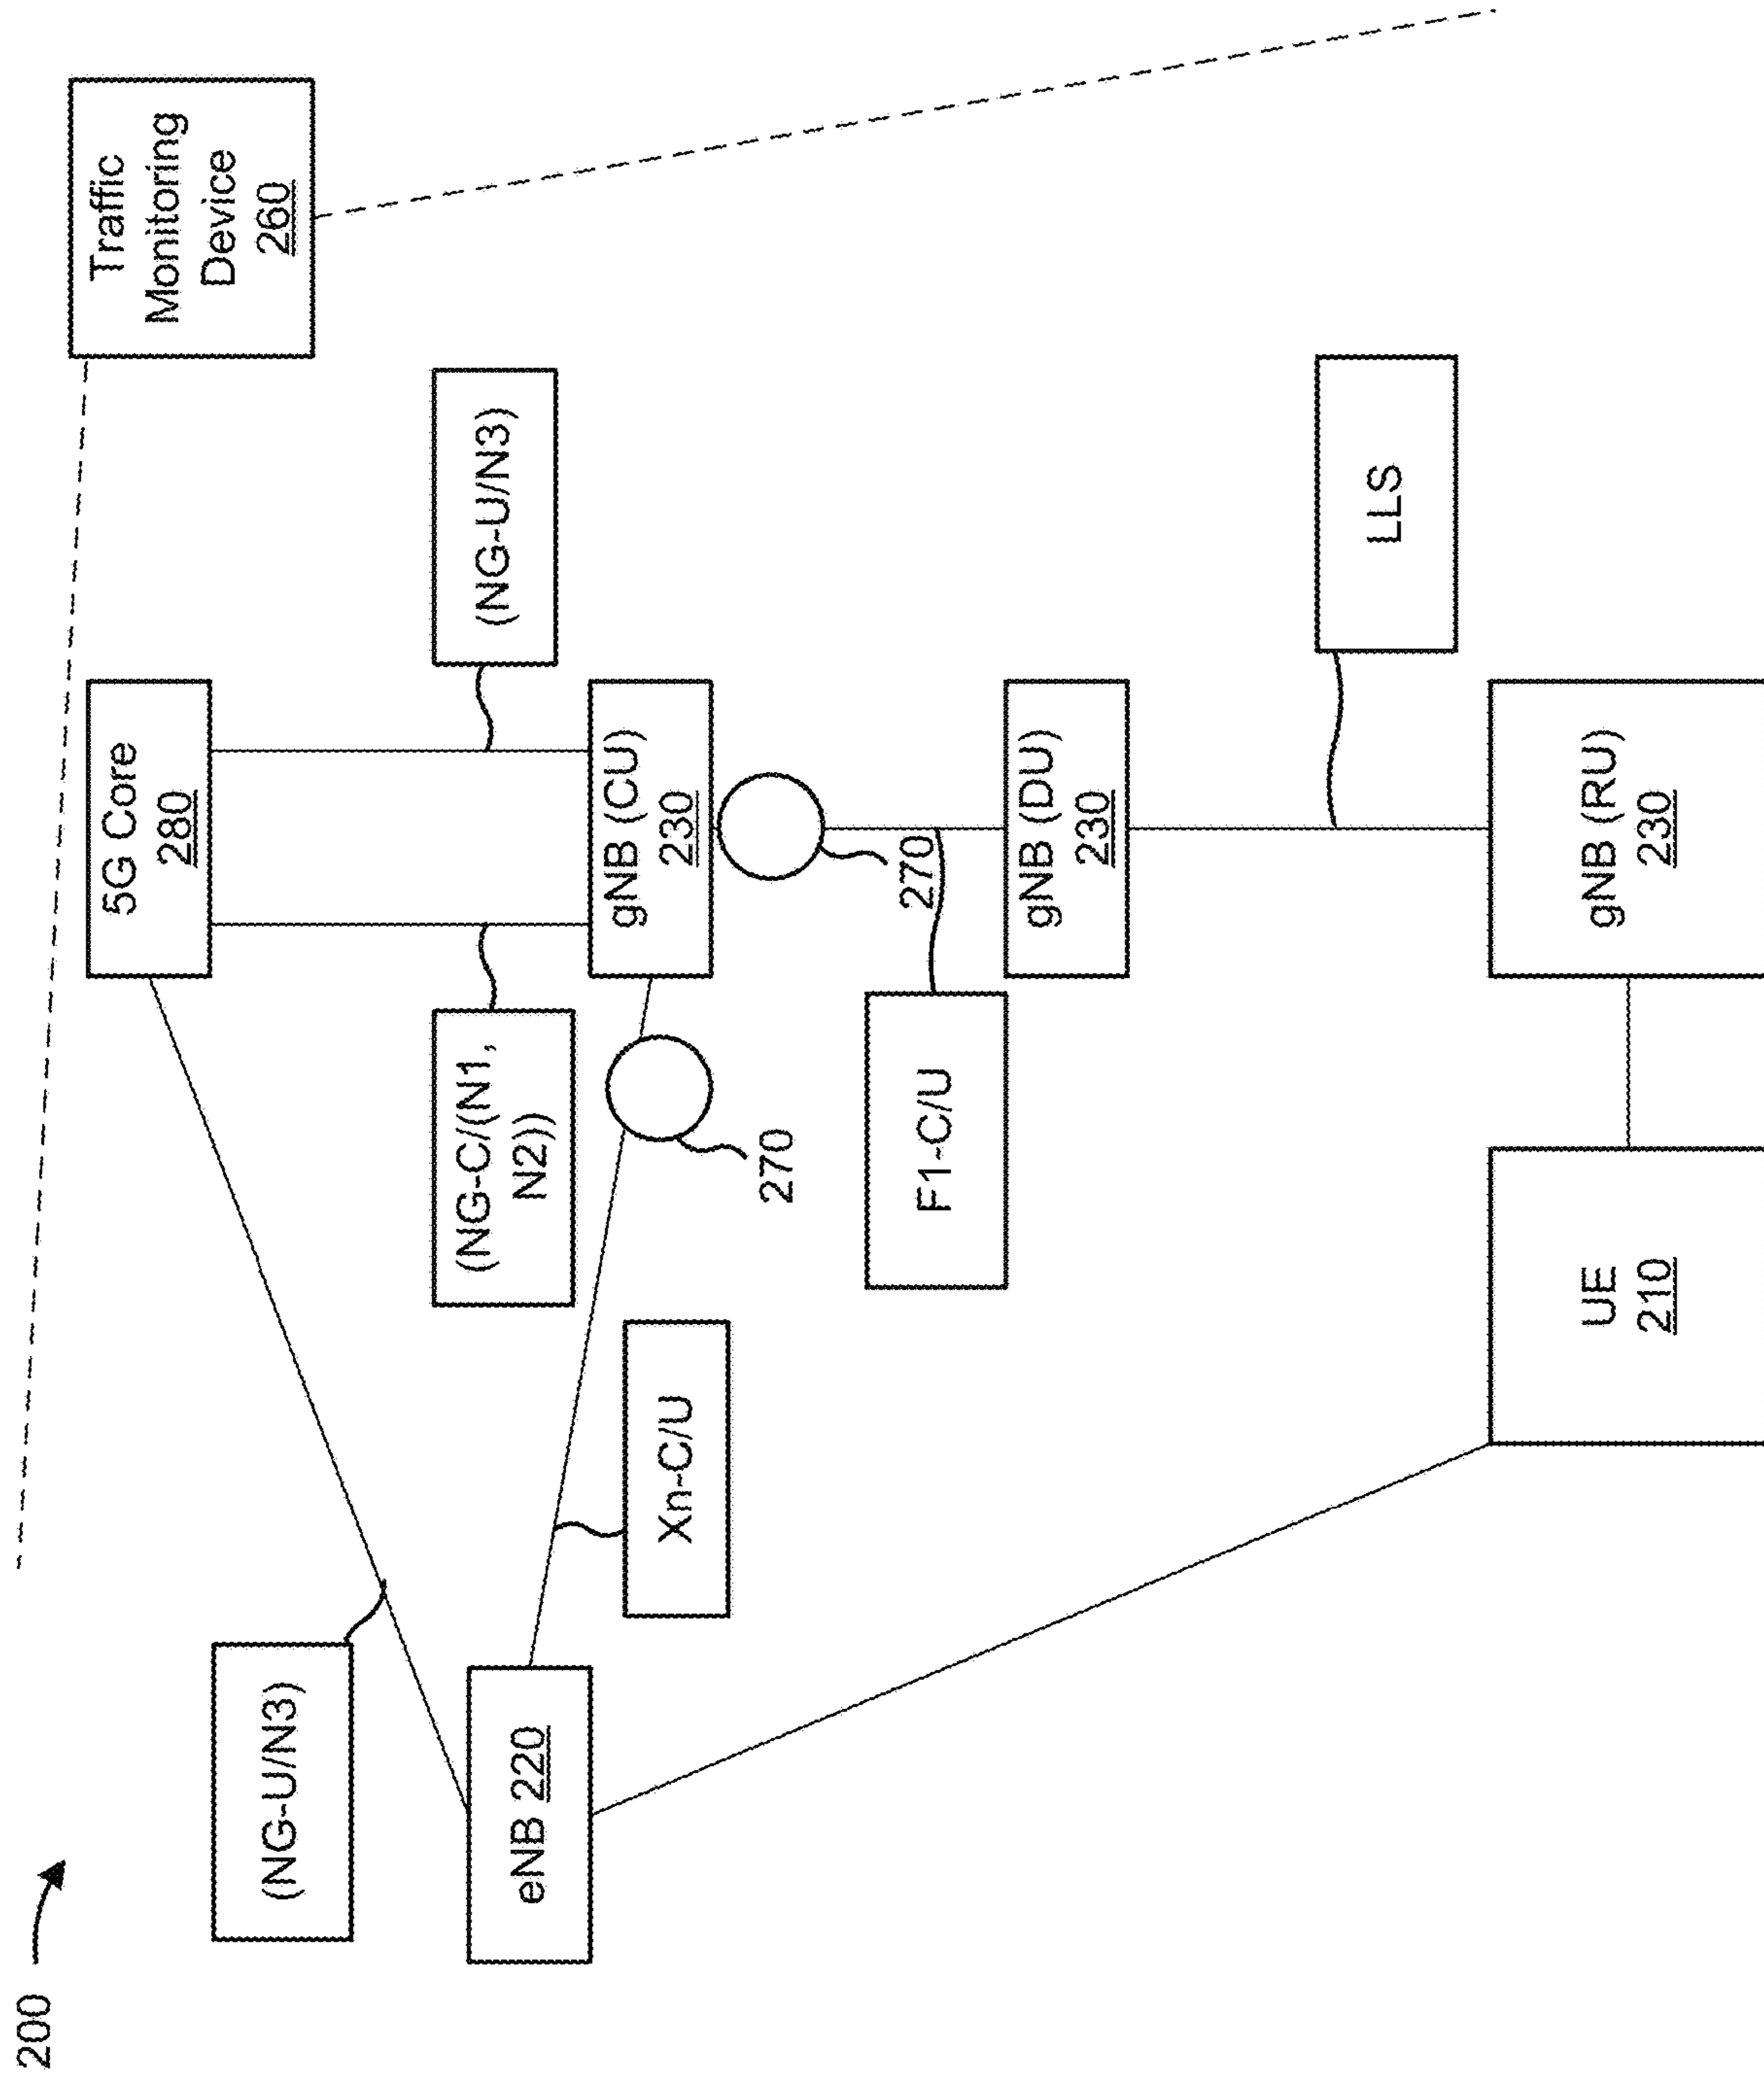 200
5G Core
280
Traffic
Monitoring
Device
260
(NG-U/N3)
(NG-C/(N1,
N2))
(NG-U/N3)
eNB 220
gNB (CU)
230
Xn-C/U
270
270
F1-C/U
gNB (DU)
230
LLS
UE
210
gNB (RU)
230